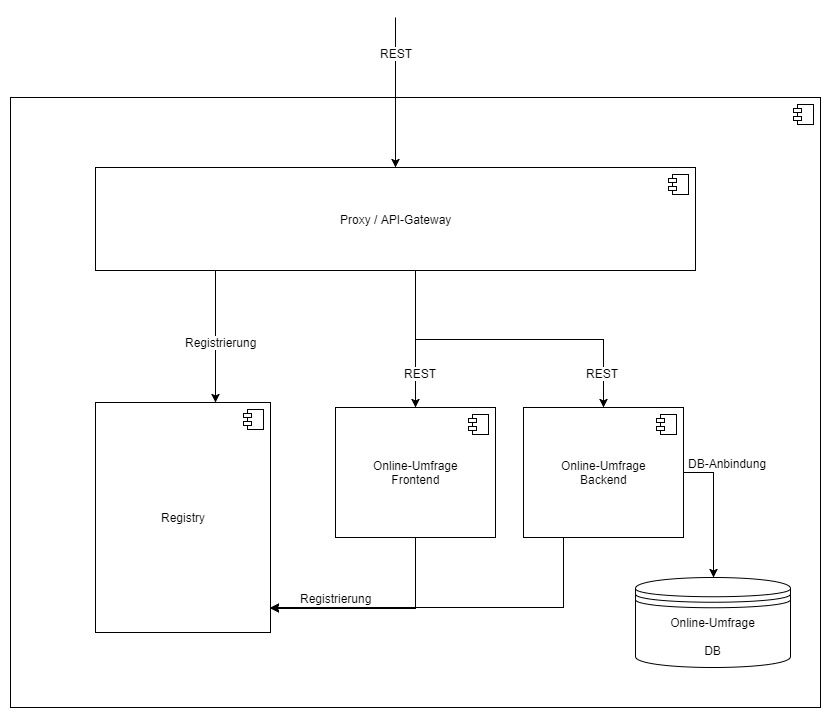 REST
Proxy / API-Gateway
Registrierung
REST
REST
Online-Umfrage
Frontend
Online-Umfrage
Backend
DB-Anbindung
Registry
Registrierung
Online-Umfrage
DB